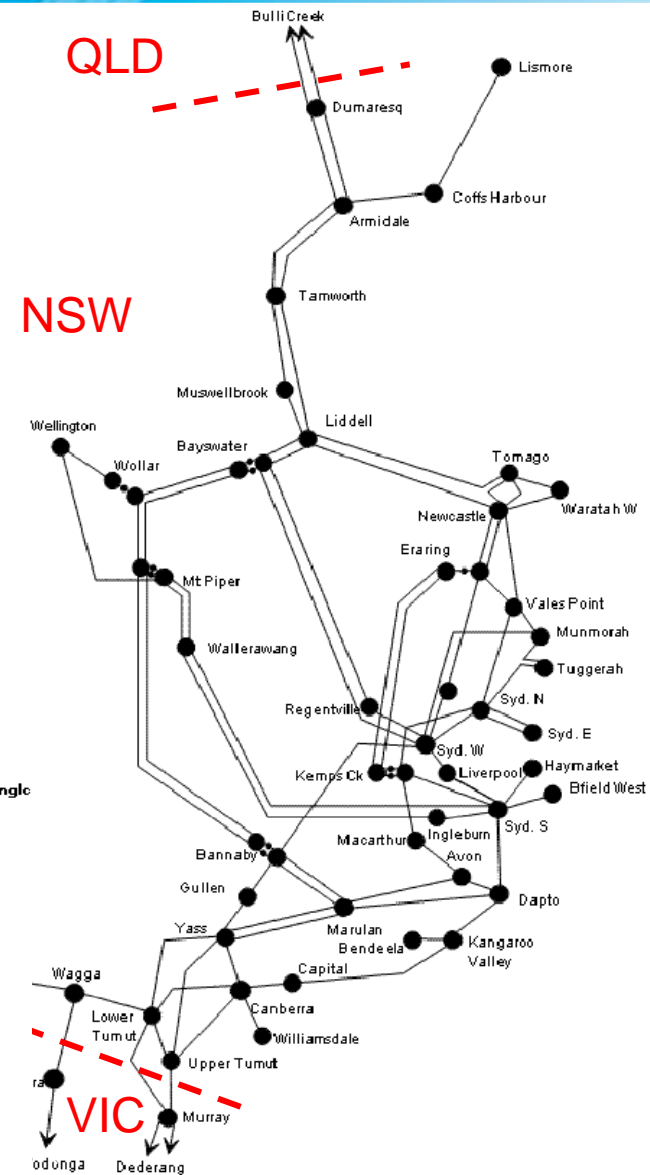 Bulli Creek
QLD
Lismore
Dumaresq
Coffs Harbour
Armidale
Tamworth
NSW
Muswellbrook
Liddell
Wellington
Bayswater
Wollar
Tomago
Waratah W
Newcastle
Eraring
Mt Piper
Vales Point
Munmorah
Wallerawang
Tuggerah
Syd. N
Regentville
Syd. E
Syd. W
Haymarket
Kemps Ck
Liverpool
Bfield West
ngle
Syd. S
Ingleburn
Macarthur
Avon
Bannaby
Gullen
Dapto
Marulan
Yass
Bendeela
Kangaroo
Valley
Capital
Wagga
Canberra
Lower
Tumut
Williamsdale
Upper Tumut
ra
VIC
Murray
odonga
Dederang